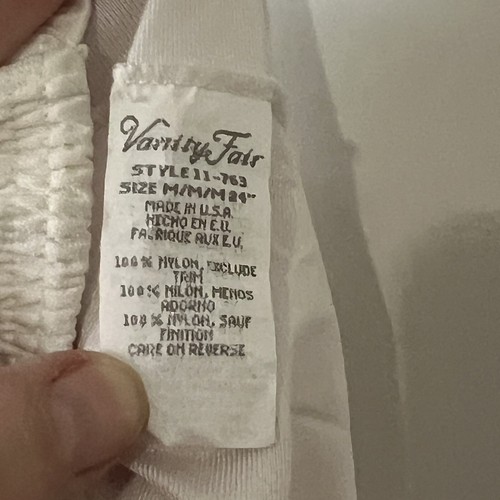 Vanity Fair
STYLE 11-763
SIZE M/M/M 24"
MADE IN U.S.A.
HECHO EN E.U.
FABRIQUE AUX E.U.
100% NYLON, EXCLUDE
TRIM
100% NILON, MENOS
ADORNO
100% NYLON, SAUF
FINITION
CARE ON REVERSE